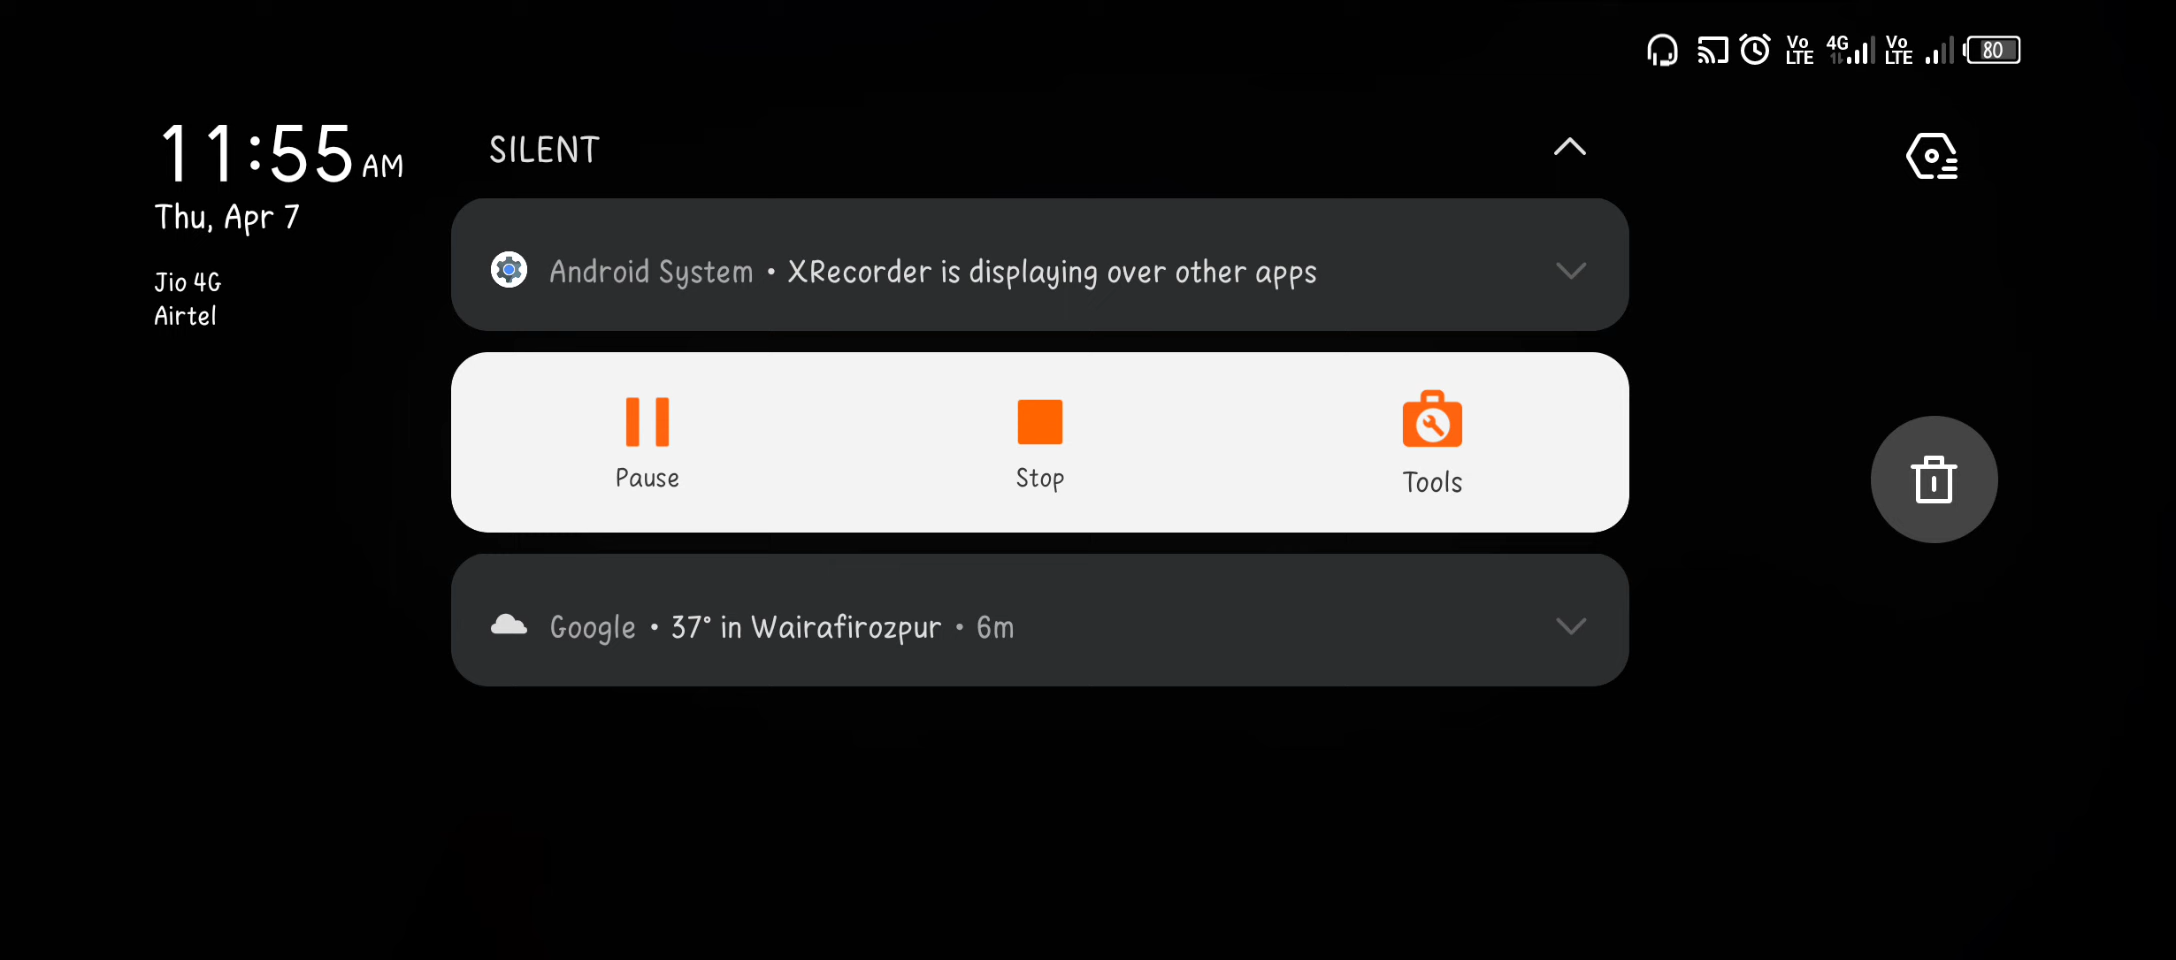 Vo LTE 4G Vo LTE 80
11:55 AM
Thu, Apr 7
Jio 4G
Airtel
SILENT
Android System • XRecorder is displaying over other apps
Pause
Stop
Tools
Google • 37° in Wairafirozpur • 6m